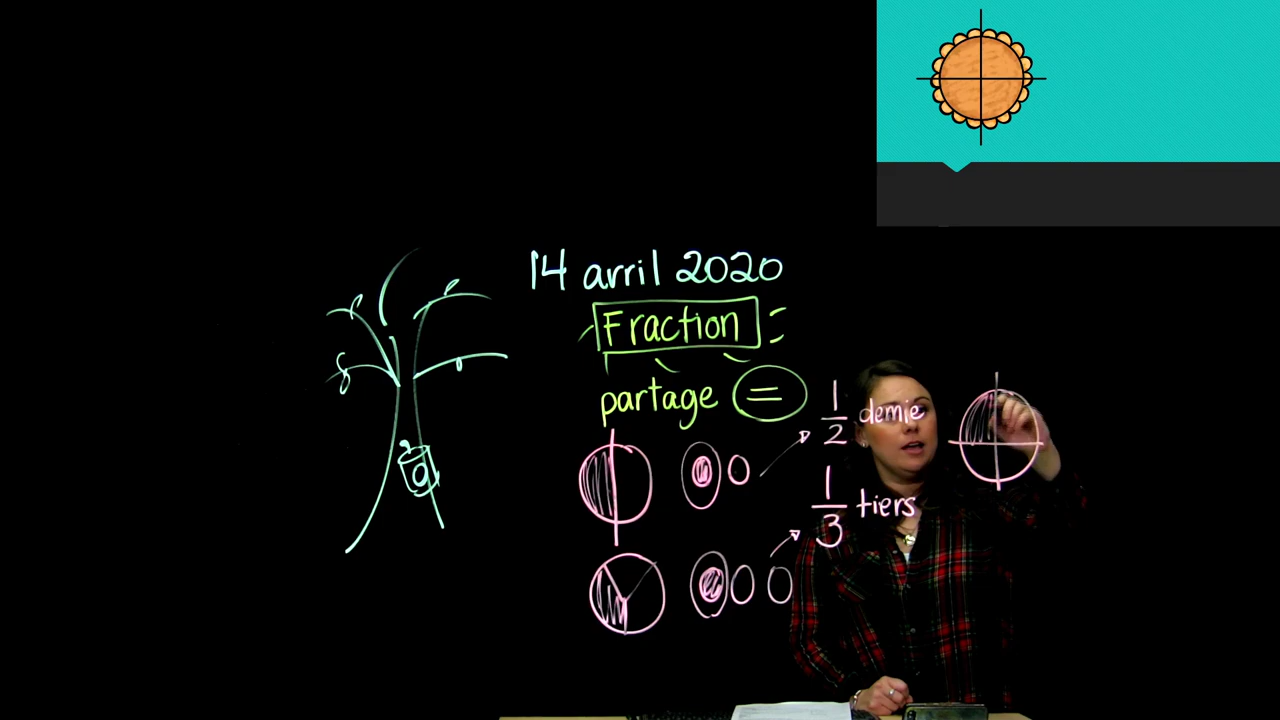 14 avril 2020
Fraction :
partage =
1/2 demie
1/3 tiers